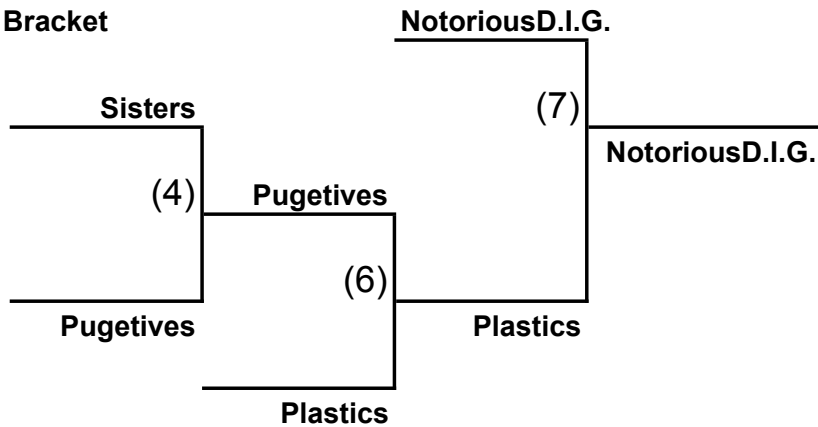 Bracket
NotoriousD.I.G.
Sisters
(7)
NotoriousD.I.G.
(4)
Pugetives
(6)
Pugetives
Plastics
Plastics